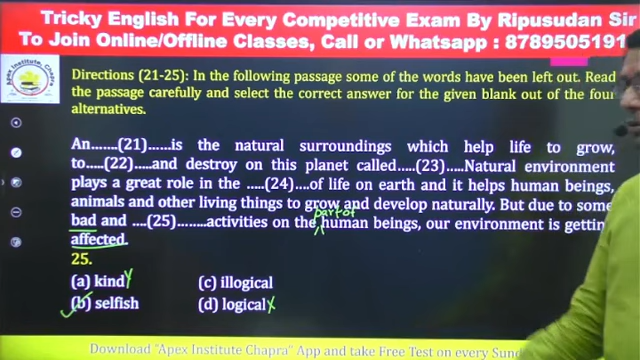 Tricky English For Every Competitive Exam By Ripusudan Sir
To Join Online/Offline Classes, Call or Whatsapp : 8789505191
Apex Institute, Chapra
Directions (21-25): In the following passage some of the words have been left out. Read
the passage carefully and select the correct answer for the given blank out of the four
alternatives.
An.......(21)......is the natural surroundings which help life to grow,
to.....(22).....and destroy on this planet called.....(23).....Natural environment
plays a great role in the .....(24)....of life on earth and it helps human beings,
animals and other living things to grow and develop naturally. But due to some
part of
bad and ....(25)........activities on the human beings, our environment is getting
affected.
25.
(a) kind (c) illogical
(b) selfish (d) logical x
Download "Apex Institute Chapra" App and take Free Test on every Sund